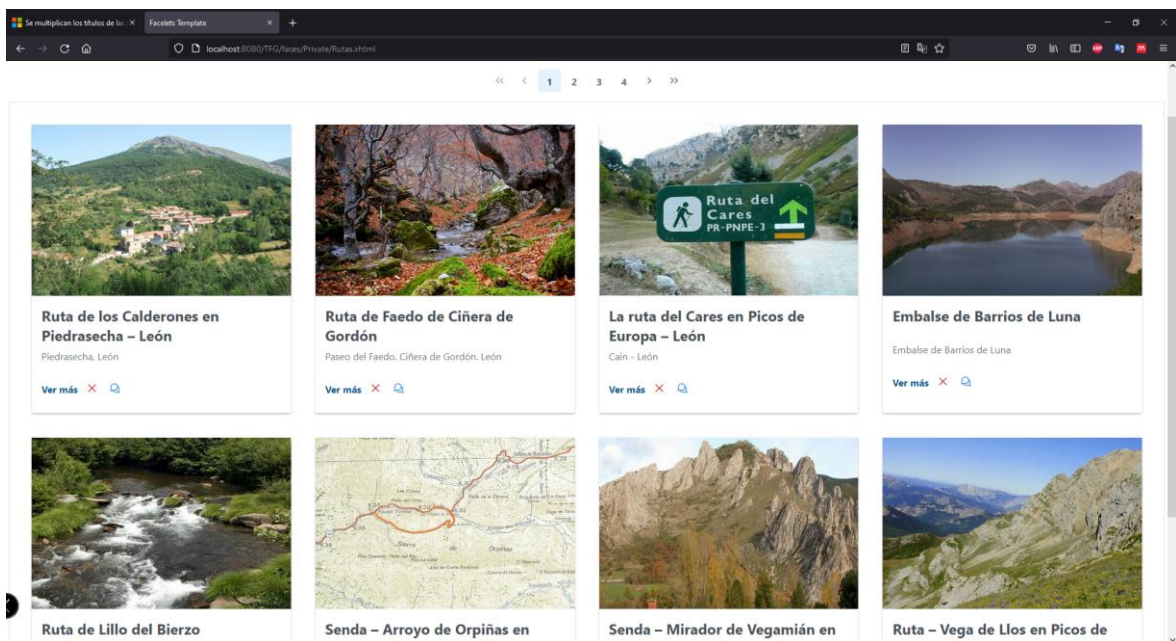 Se multiplican los títulos de las
Facelets Template
localhost:8080/TFG/faces/Private/Rutas.xhtml
1 2 3 4
Ruta del
Cares
PR-PNPE-3
Ruta de los Calderones en
Piedrasecha – León
Piedrasecha, León
Ver más
Ruta de Faedo de Ciñera de
Gordón
Paseo del Faedo. Ciñera de Gordón. León
Ver más
La ruta del Cares en Picos de
Europa – León
Cain - León
Ver más
Embalse de Barrios de Luna
Embalse de Barrios de Luna
Ver más
Orpiñas
Ruta de Lillo del Bierzo
Senda – Arroyo de Orpiñas en
Senda – Mirador de Vegamián en
Ruta – Vega de Llos en Picos de